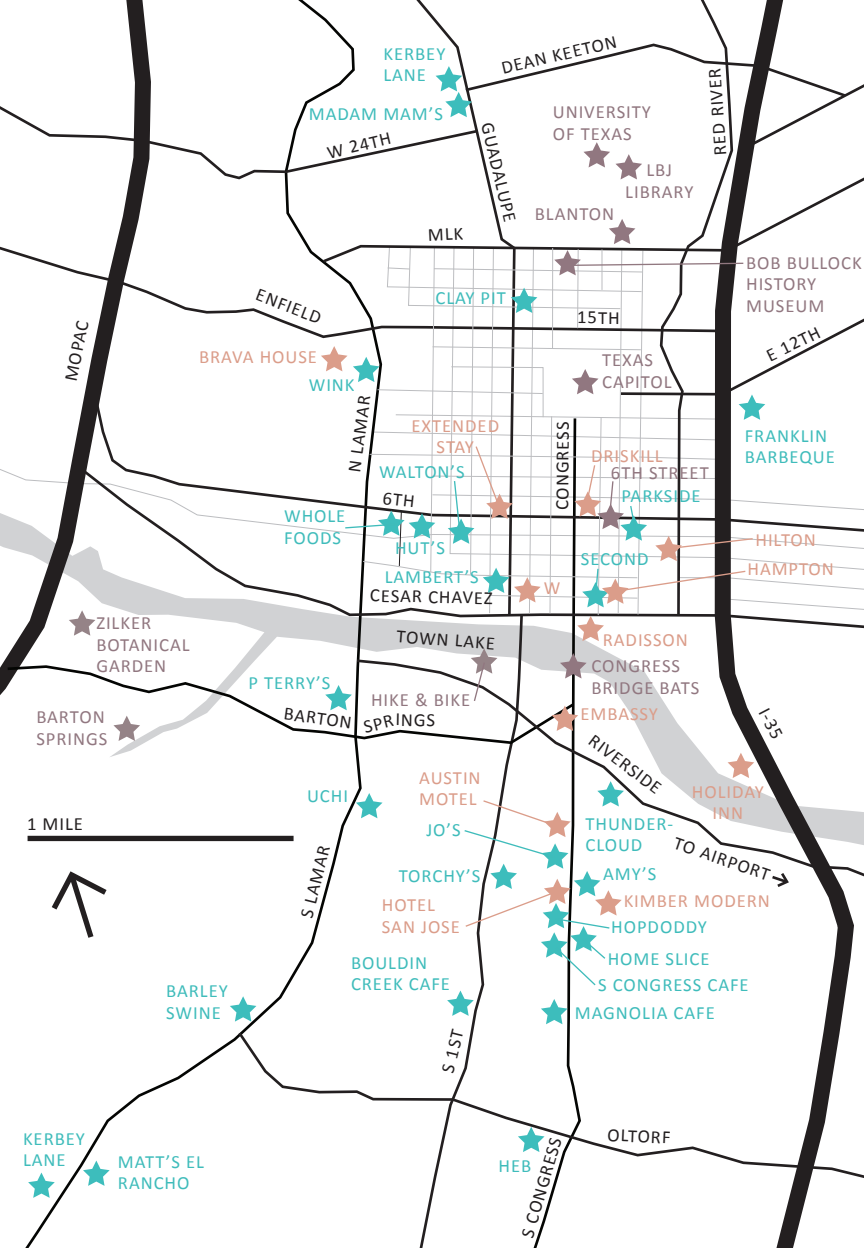 KERBEY
LANE
DEAN KEETON
MADAM MAM'S
UNIVERSITY
OF TEXAS
RED RIVER
W 24TH
GUADALUPE
LBJ
LIBRARY
BLANTON
MLK
BOB BULLOCK
HISTORY
MUSEUM
CLAY PIT
ENFIELD
15TH
MOPAC
E 12TH
BRAVA HOUSE
WINK
TEXAS
CAPITOL
N LAMAR
EXTENDED
STAY
CONGRESS
FRANKLIN
BARBEQUE
DRISKILL
WALTON'S
6TH STREET
6TH
PARKSIDE
WHOLE
FOODS
HUT'S
HILTON
SECOND
HAMPTON
LAMBERT'S
W
CESAR CHAVEZ
ZILKER
BOTANICAL
GARDEN
TOWN LAKE
RADISSON
CONGRESS
BRIDGE BATS
P TERRY'S
HIKE & BIKE
BARTON
SPRINGS
BARTON SPRINGS
EMBASSY
I-35
RIVERSIDE
AUSTIN
MOTEL
HOLIDAY
INN
UCHI
1 MILE
JO'S
THUNDER-
CLOUD
TO AIRPORT
TORCHY'S
AMY'S
S LAMAR
HOTEL
SAN JOSE
KIMBER MODERN
HOPDODDY
HOME SLICE
BOULDIN
CREEK CAFE
S CONGRESS CAFE
BARLEY
SWINE
MAGNOLIA CAFE
S 1ST
KERBEY
LANE
MATT'S EL
RANCHO
OLTORF
HEB
S CONGRESS